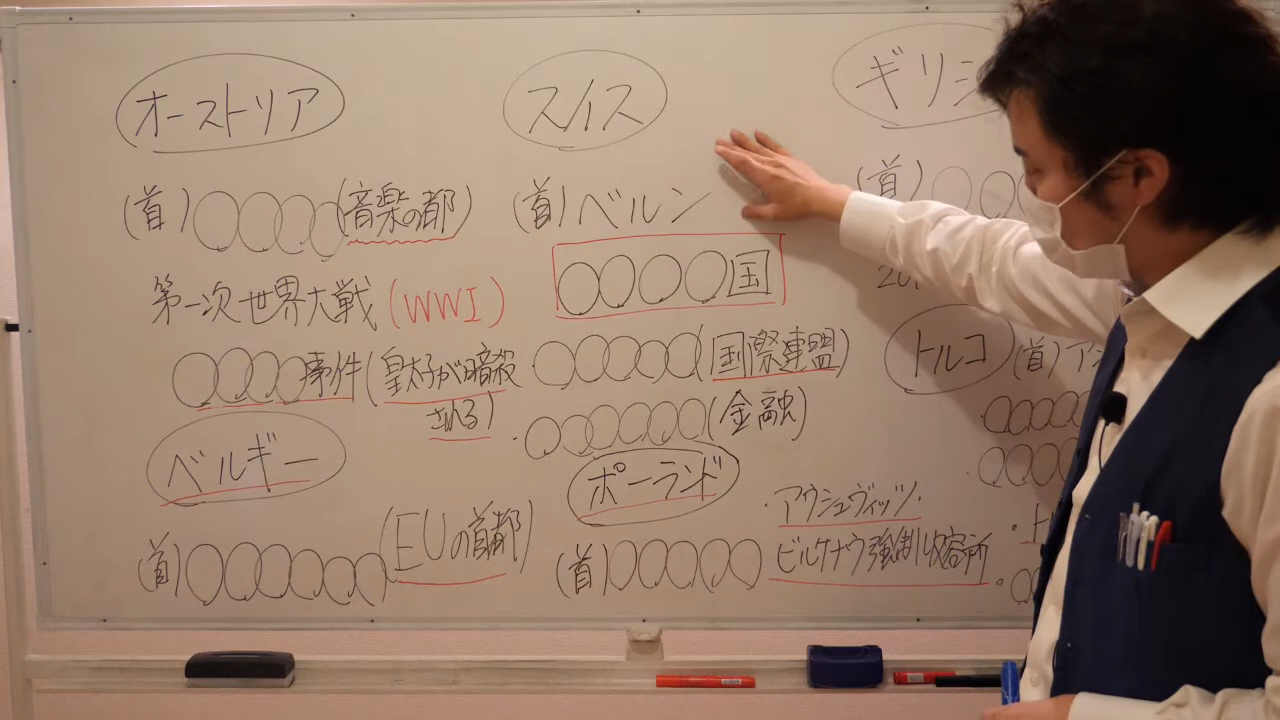 オーストリア
(首)〇〇〇〇(音楽の都)
第一次世界大戦(WWI)
〇〇〇〇事件(皇太子が暗殺
される)
ベルギー
(首)〇〇〇〇〇〇(EUの首都)
スイス
(首)ベルン
〇〇〇〇国
〇〇〇〇〇(国際連盟)
・〇〇〇〇〇〇(金融)
ポーランド
(首)〇〇〇〇〇
・アウシュヴィッツ・
ビルケナウ強制収容所
ギリシ
(首)〇〇
20
トルコ
(首)ア
〇〇〇〇〇
・〇〇〇〇